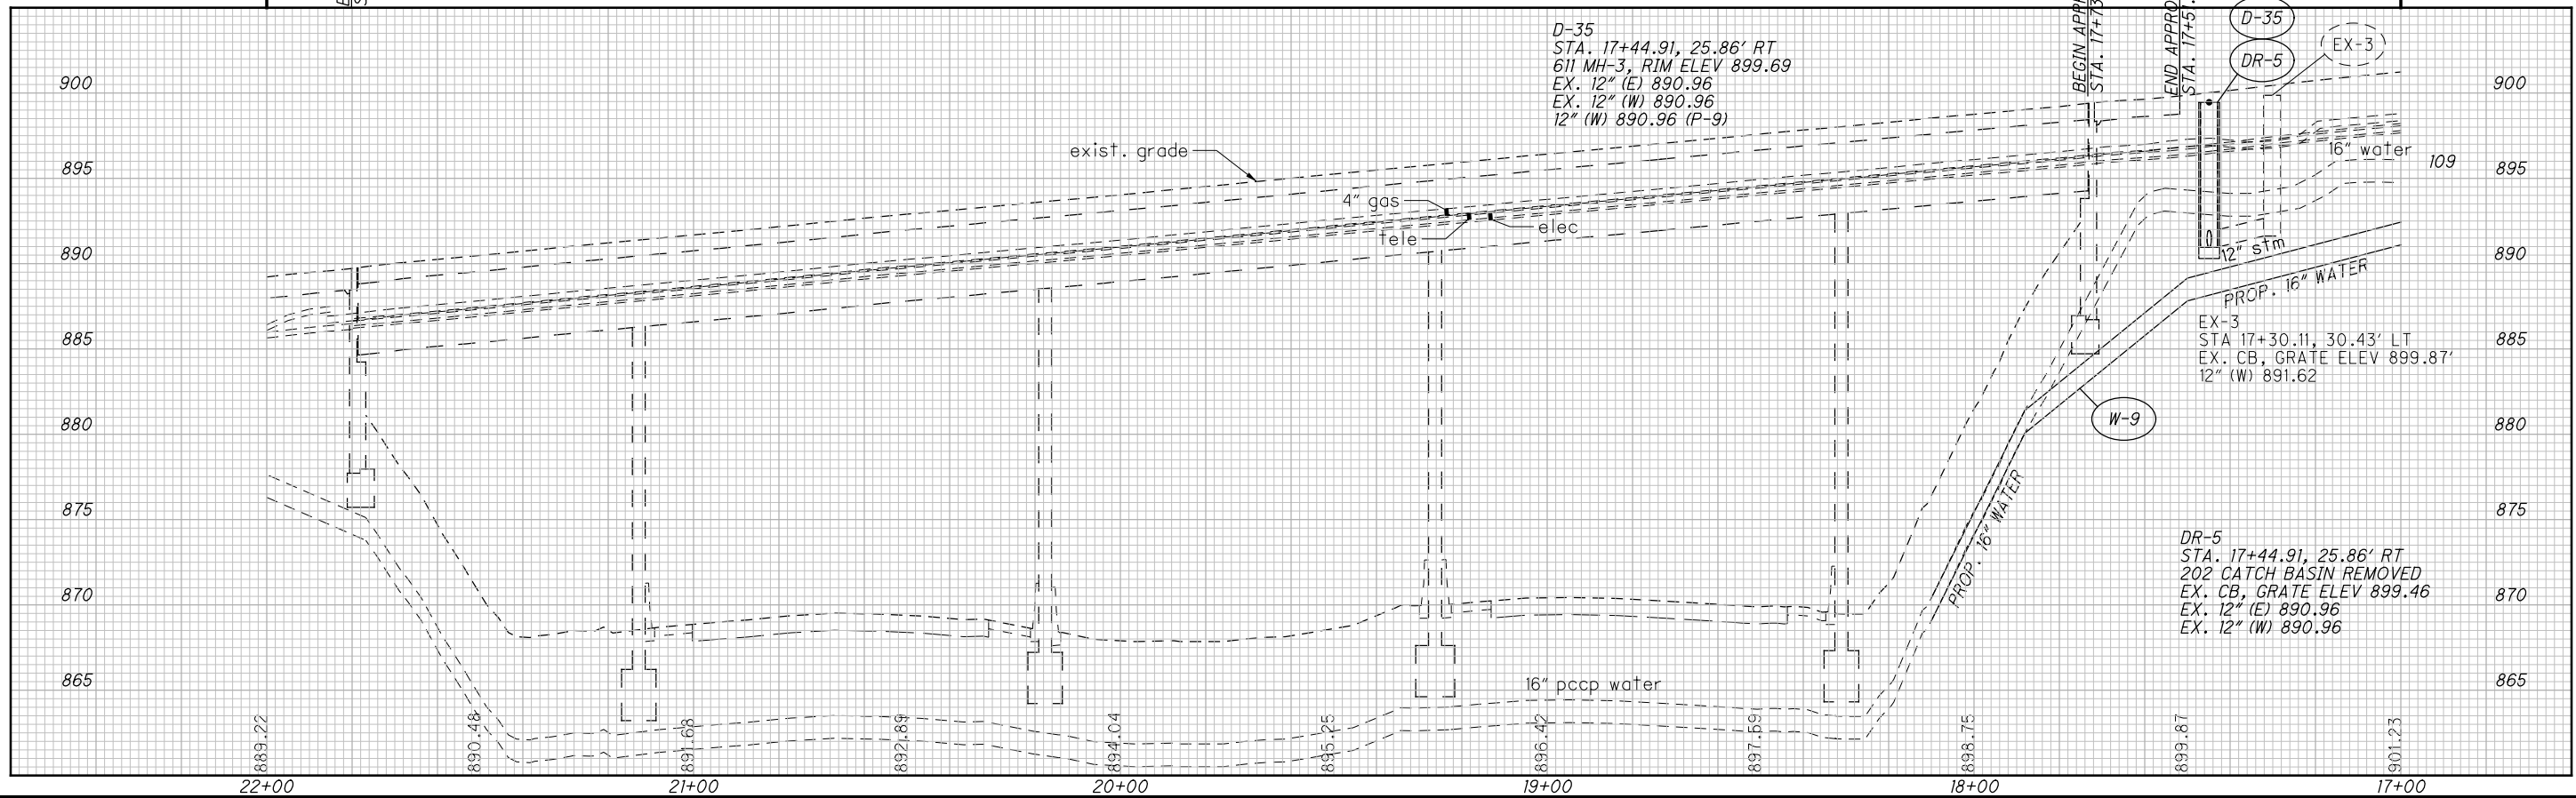 BEGIN APPR
STA. 17+73
END APPRO
STA. 17+51.
D-35
DR-5
EX-3
D-35
STA. 17+44.91, 25.86' RT
611 MH-3, RIM ELEV 899.69
EX. 12" (E) 890.96
EX. 12" (W) 890.96
12" (W) 890.96 (P-9)
900
900
exist. grade
895
16" water
109
895
4" gas
tele
elec
890
12" stm
890
PROP. 16" WATER
885
EX-3
STA 17+30.11, 30.43' LT
EX. CB, GRATE ELEV 899.87'
12" (W) 891.62
885
880
W-9
880
875
PROP. 16" WATER
875
DR-5
STA. 17+44.91, 25.86' RT
202 CATCH BASIN REMOVED
EX. CB, GRATE ELEV 899.46
EX. 12" (E) 890.96
EX. 12" (W) 890.96
870
870
865
16" pccp water
865
889.22
890.48
891.68
892.89
894.04
895.25
896.42
897.59
898.75
899.87
901.23
22+00
21+00
20+00
19+00
18+00
17+00